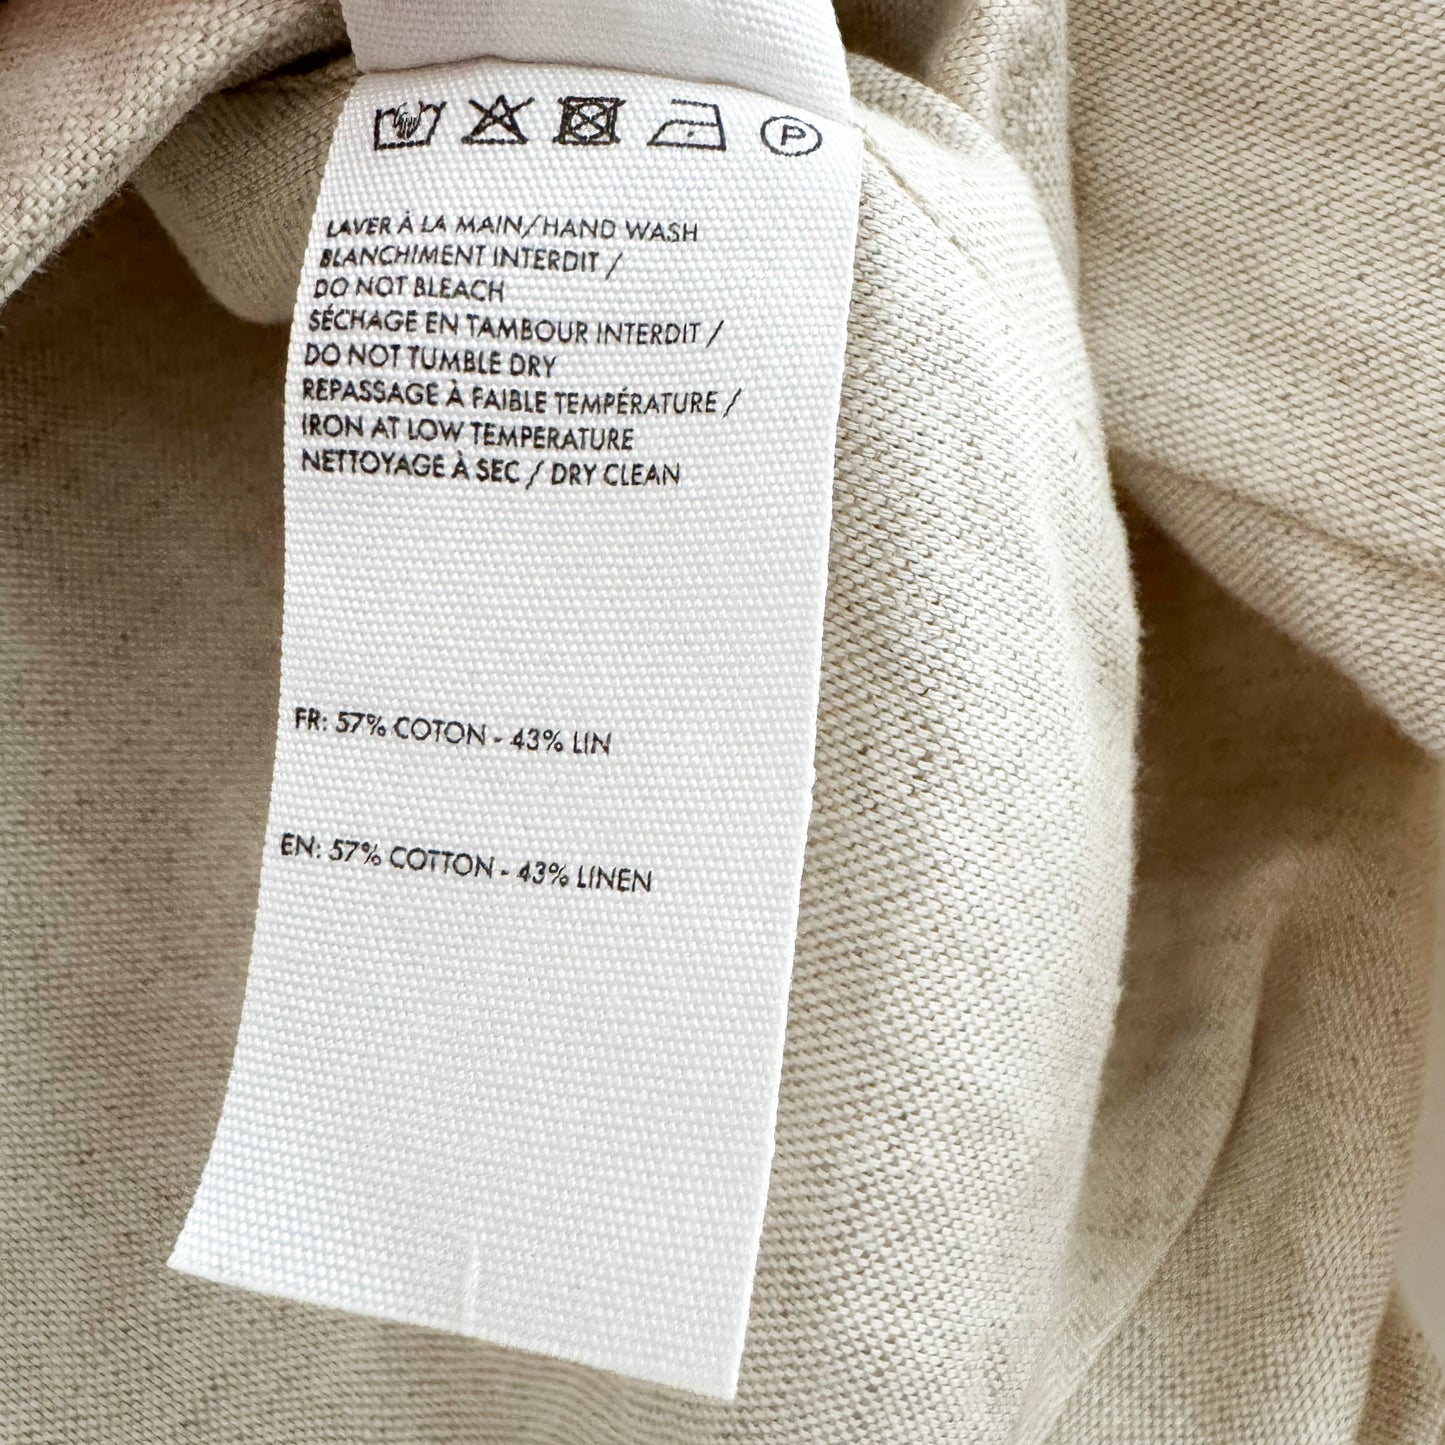 P
LAVER À LA MAIN/HAND WASH
BLANCHIMENT INTERDIT /
DO NOT BLEACH
SÉCHAGE EN TAMBOUR INTERDIT /
DO NOT TUMBLE DRY
REPASSAGE À FAIBLE TEMPÉRATURE /
IRON AT LOW TEMPERATURE
NETTOYAGE À SEC / DRY CLEAN
FR: 57% COTON - 43% LIN
EN: 57% COTTON - 43% LINEN